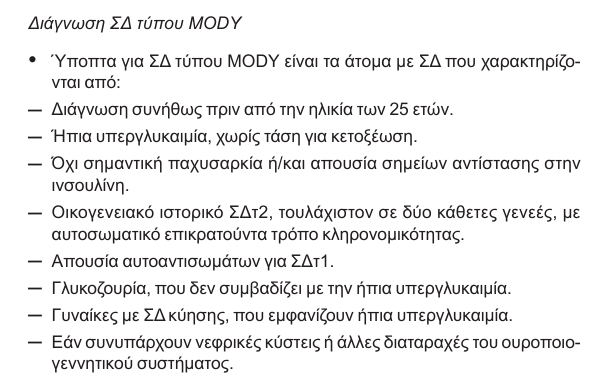 Διάγνωση ΣΔ τύπου MODY
• Ύποπτα για ΣΔ τύπου MODY είναι τα άτομα με ΣΔ που χαρακτηρίζο-
νται από:
— Διάγνωση συνήθως πριν από την ηλικία των 25 ετών.
— Ήπια υπεργλυκαιμία, χωρίς τάση για κετοξέωση.
— Όχι σημαντική παχυσαρκία ή/και απουσία σημείων αντίστασης στην
ινσουλίνη.
— Οικογενειακό ιστορικό ΣΔτ2, τουλάχιστον σε δύο κάθετες γενεές, με
αυτοσωματικό επικρατούντα τρόπο κληρονομικότητας.
— Απουσία αυτοαντισωμάτων για ΣΔτ1.
— Γλυκοζουρία, που δεν συμβαδίζει με την ήπια υπεργλυκαιμία.
— Γυναίκες με ΣΔ κύησης, που εμφανίζουν ήπια υπεργλυκαιμία.
— Εάν συνυπάρχουν νεφρικές κύστεις ή άλλες διαταραχές του ουροποιο-
γεννητικού συστήματος.